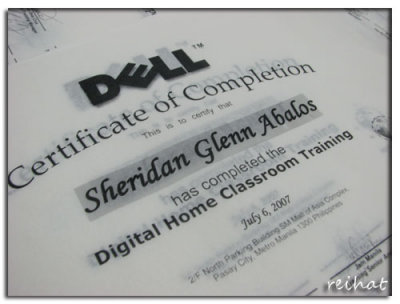 DELL™
Certificate of Completion
This is to certify that
Sheridan Glenn Abalos
has completed the
Digital Home Classroom Training
July 6, 2007
2/F North Parking Building SM Mall of Asia Complex
Pasay City, Metro Manila 1300 Philippines
reihat